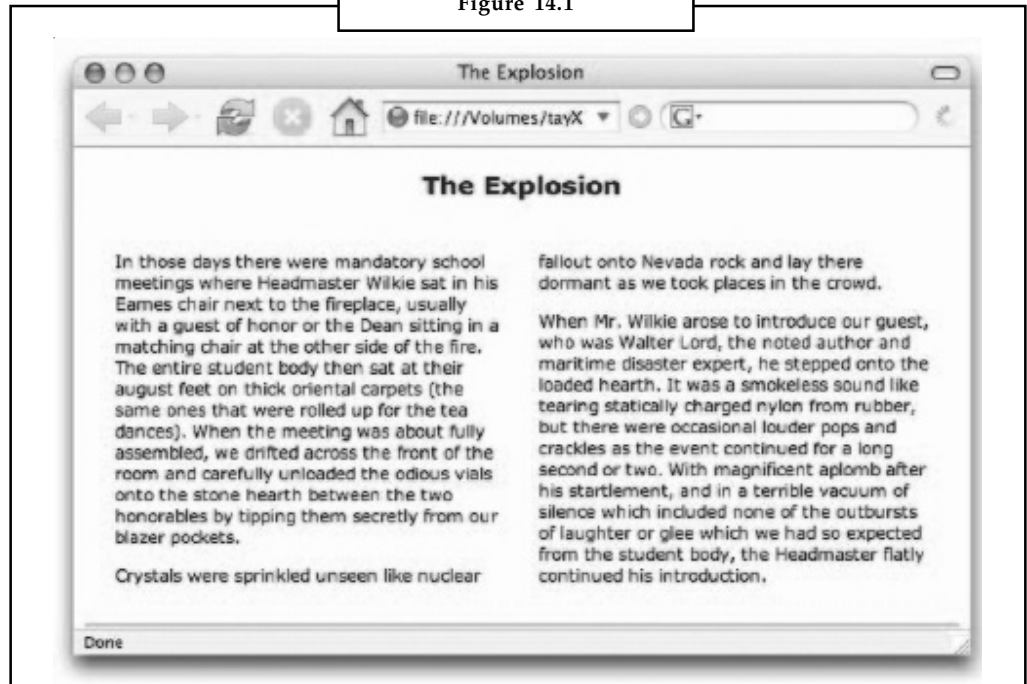 Figure 14.1
The Explosion
file:///Volumes/tayX
G
The Explosion
In those days there were mandatory school
meetings where Headmaster Wilkie sat in his
Eames chair next to the fireplace, usually
with a guest of honor or the Dean sitting in a
matching chair at the other side of the fire.
The entire student body then sat at their
august feet on thick oriental carpets (the
same ones that were rolled up for the tea
dances). When the meeting was about fully
assembled, we drifted across the front of the
room and carefully unloaded the odious vials
onto the stone hearth between the two
honorables by tipping them secretly from our
blazer pockets.
Crystals were sprinkled unseen like nuclear
fallout onto Nevada rock and lay there
dormant as we took places in the crowd.
When Mr. Wilkie arose to introduce our guest,
who was Walter Lord, the noted author and
maritime disaster expert, he stepped onto the
loaded hearth. It was a smokeless sound like
tearing statically charged nylon from rubber,
but there were occasional louder pops and
crackles as the event continued for a long
second or two. With magnificent aplomb after
his startlement, and in a terrible vacuum of
silence which included none of the outbursts
of laughter or glee which we had so expected
from the student body, the Headmaster flatly
continued his introduction.
Done